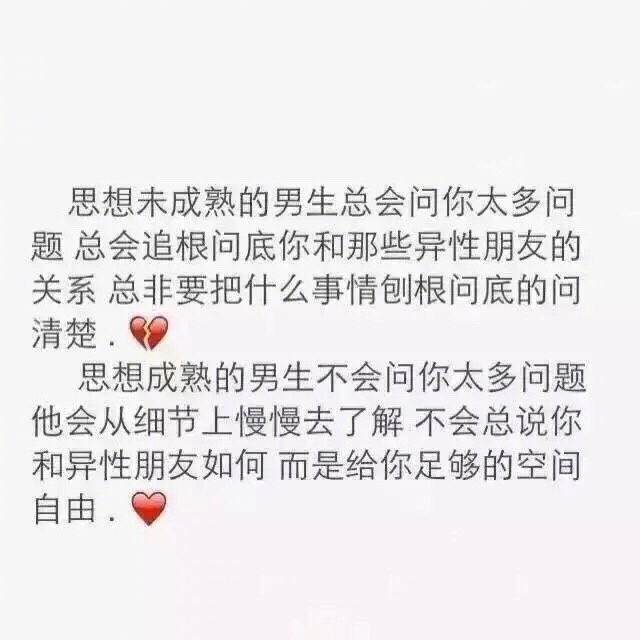 思想未成熟的男生总会问你太多问
题 总会追根问底你和那些异性朋友的
关系 总非要把什么事情刨根问底的问
清楚.💔
思想成熟的男生不会问你太多问题
他会从细节上慢慢去了解 不会总说你
和异性朋友如何 而是给你足够的空间
自由.❤️